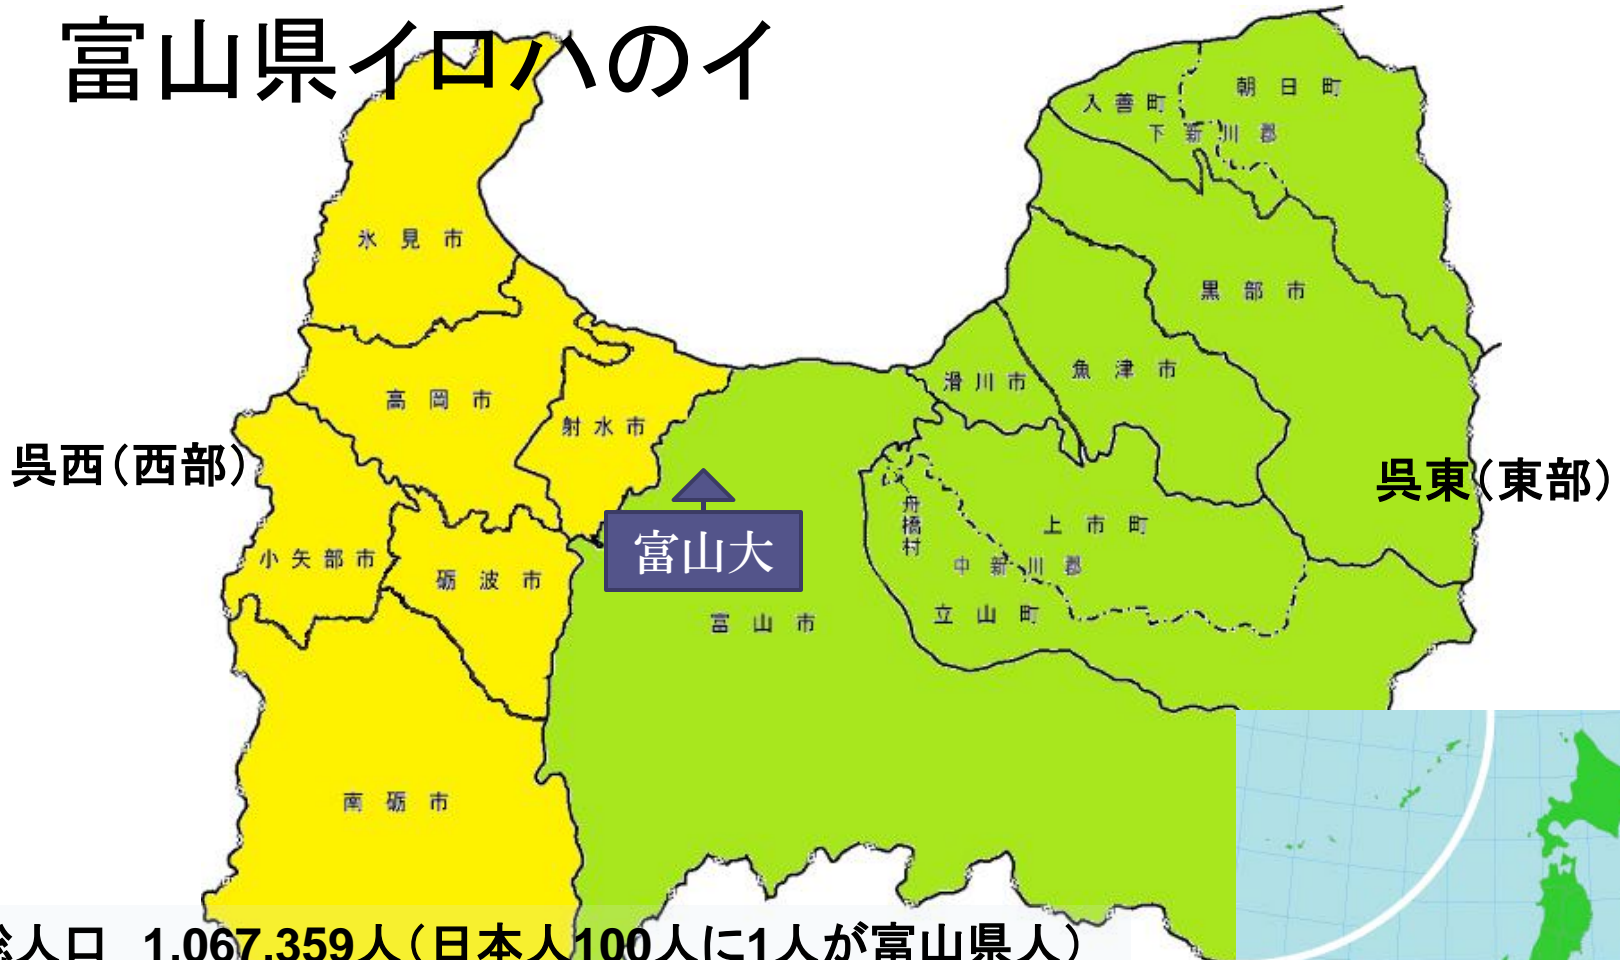 富山県イロハのイ
朝日町
入善町
下新川郡
氷見市
黒部市
魚津市
滑川市
高岡市
射水市
呉西（西部）
呉東（東部）
舟橋村
上市町
富山大
小矢部市
中新川郡
砺波市
立山町
富山市
南砺市
総人口　1,067,359人（日本人100人に1人が富山県人）